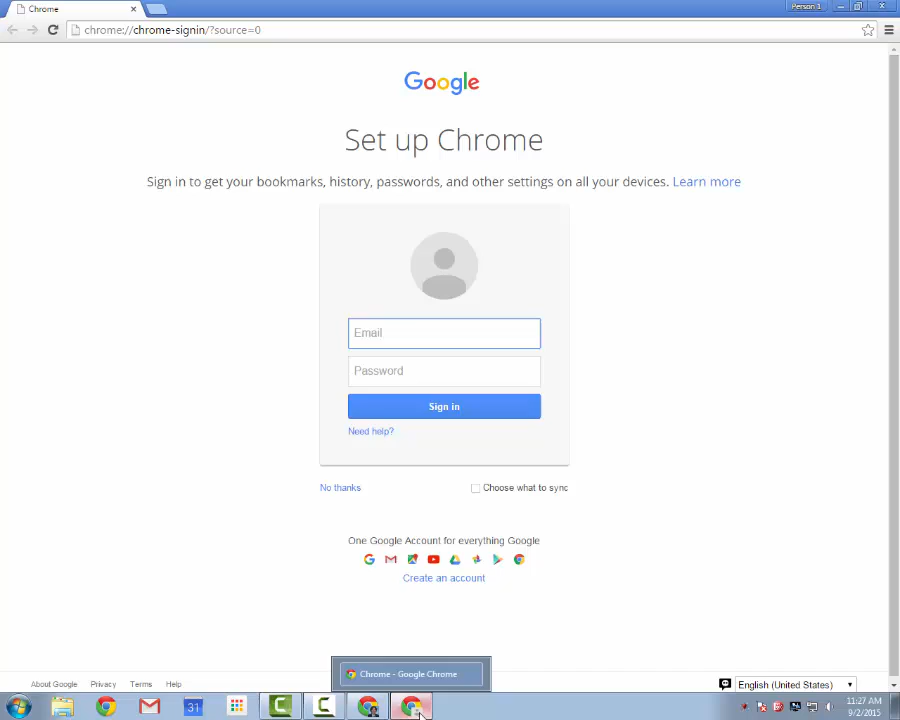 Chrome
Person 1
chrome://chrome-signin/?source=0
Google
Set up Chrome
Sign in to get your bookmarks, history, passwords, and other settings on all your devices. Learn more
Email
Password
Sign in
Need help?
No thanks
Choose what to sync
One Google Account for everything Google
Create an account
Chrome - Google Chrome
About Google Privacy Terms Help
English (United States)
31
11:27 AM
9/2/2015